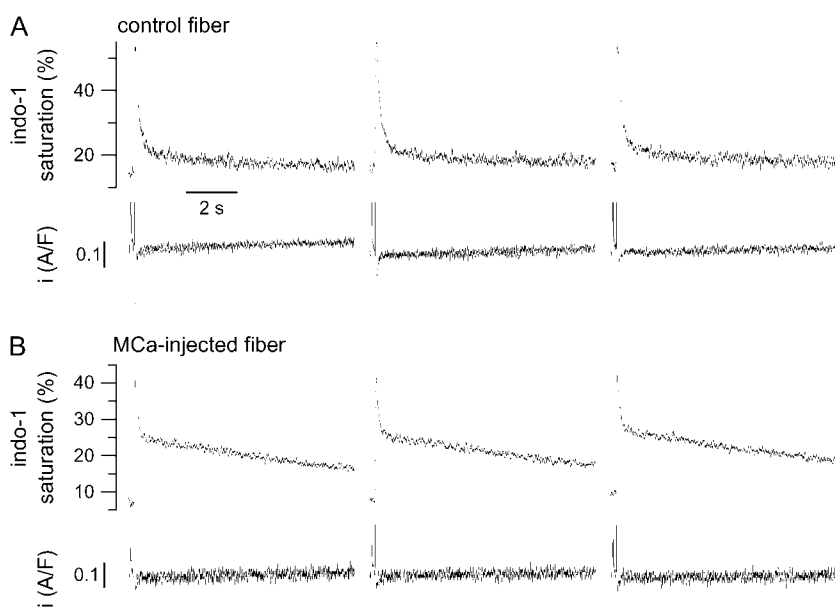 A
control fiber
indo-1
saturation (%)
40
20
2 s
i (A/F)
0.1
B
MCa-injected fiber
indo-1
saturation (%)
40
30
20
10
i (A/F)
0.1